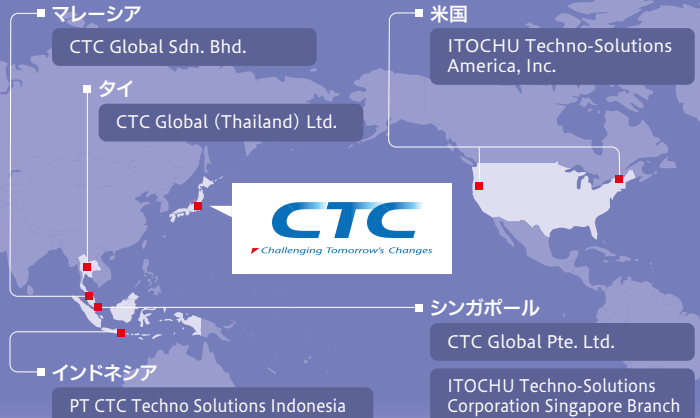 マレーシア
CTC Global Sdn. Bhd.
タイ
CTC Global (Thailand) Ltd.
米国
ITOCHU Techno-Solutions
America, Inc.
CTC
Challenging Tomorrow's Changes
シンガポール
CTC Global Pte. Ltd.
ITOCHU Techno-Solutions
Corporation Singapore Branch
インドネシア
PT CTC Techno Solutions Indonesia